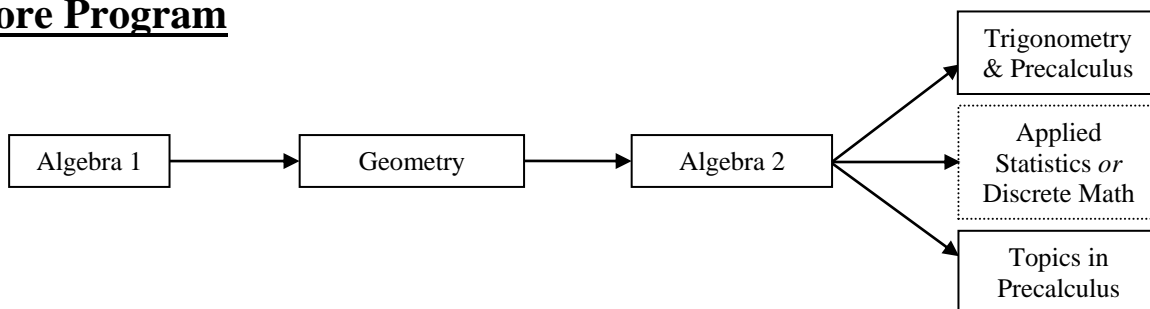 ore Program
Trigonometry
& Precalculus
Algebra 1
Geometry
Algebra 2
Applied
Statistics or
Discrete Math
Topics in
Precalculus